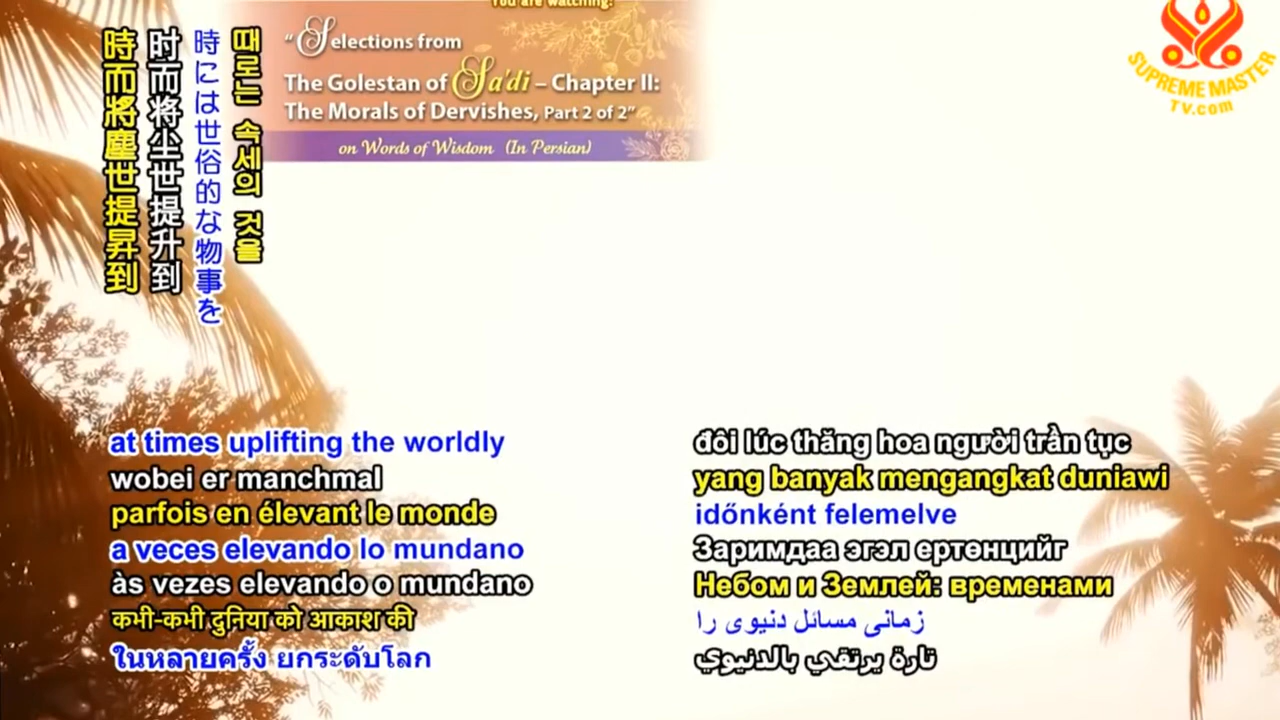 You are watching:
“Selections from
The Golestan of Sa'di – Chapter II:
The Morals of Dervishes, Part 2 of 2”
on Words of Wisdom (In Persian)
SUPREME MASTER
TV.com
때로는 속세의 것을
時には世俗的な物事を
时而将尘世提升到
時而將塵世提昇到
at times uplifting the worldly
wobei er manchmal
parfois en élevant le monde
a veces elevando lo mundano
às vezes elevando o mundano
कभी-कभी दुनिया को आकाश की
ในหลายครั้ง ยกระดับโลก
đôi lúc thăng hoa người trần tục
yang banyak mengangkat duniawi
időnként felemelve
Заримдаа эгэл ертөнцийг
Небом и Землей: временами
زمانی مسائل دنیوی را
تارة يرتقي بالدنيوي